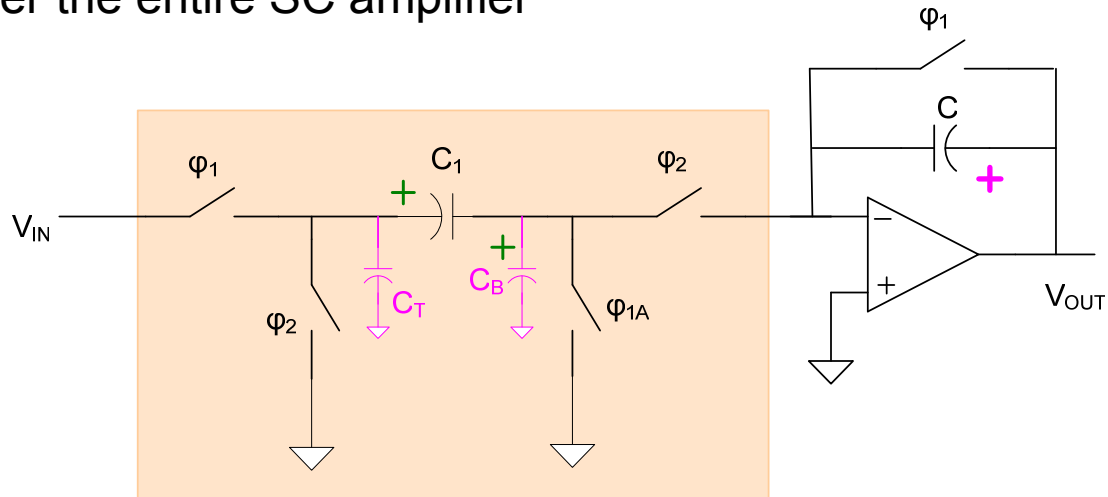 er the entire SC amplifier
φ1
C
φ1
C1
φ2
+
+
VIN
+
−
CB
CT
φ2
φ1A
+
VOUT